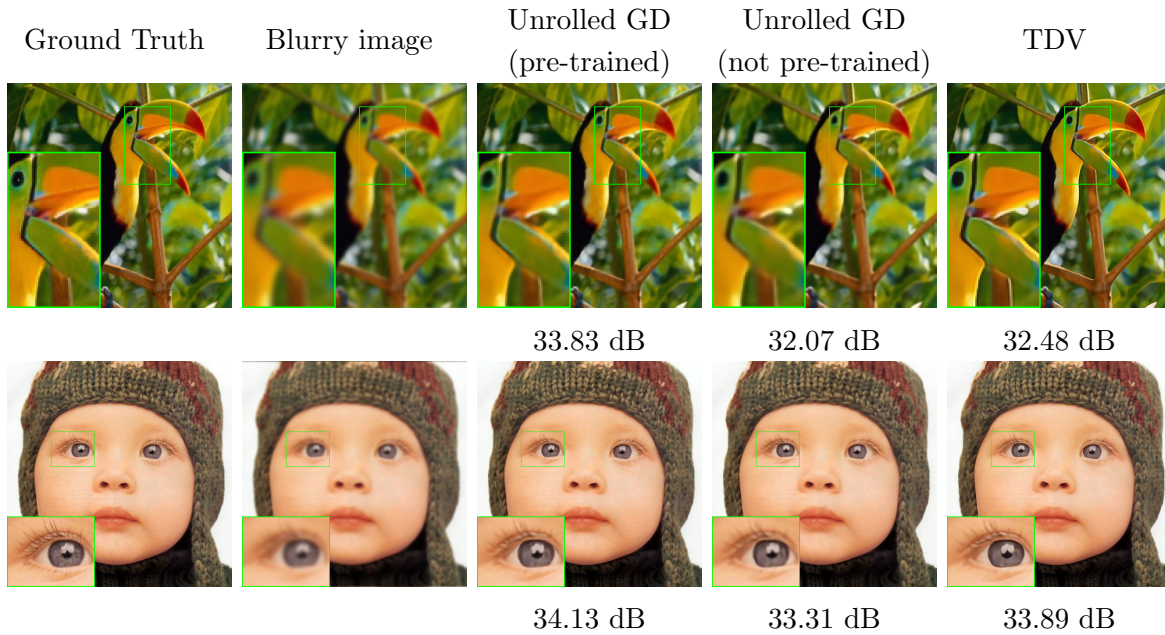 Ground Truth
Blurry image
Unrolled GD
(pre-trained)
Unrolled GD
(not pre-trained)
TDV
33.83 dB
32.07 dB
32.48 dB
34.13 dB
33.31 dB
33.89 dB